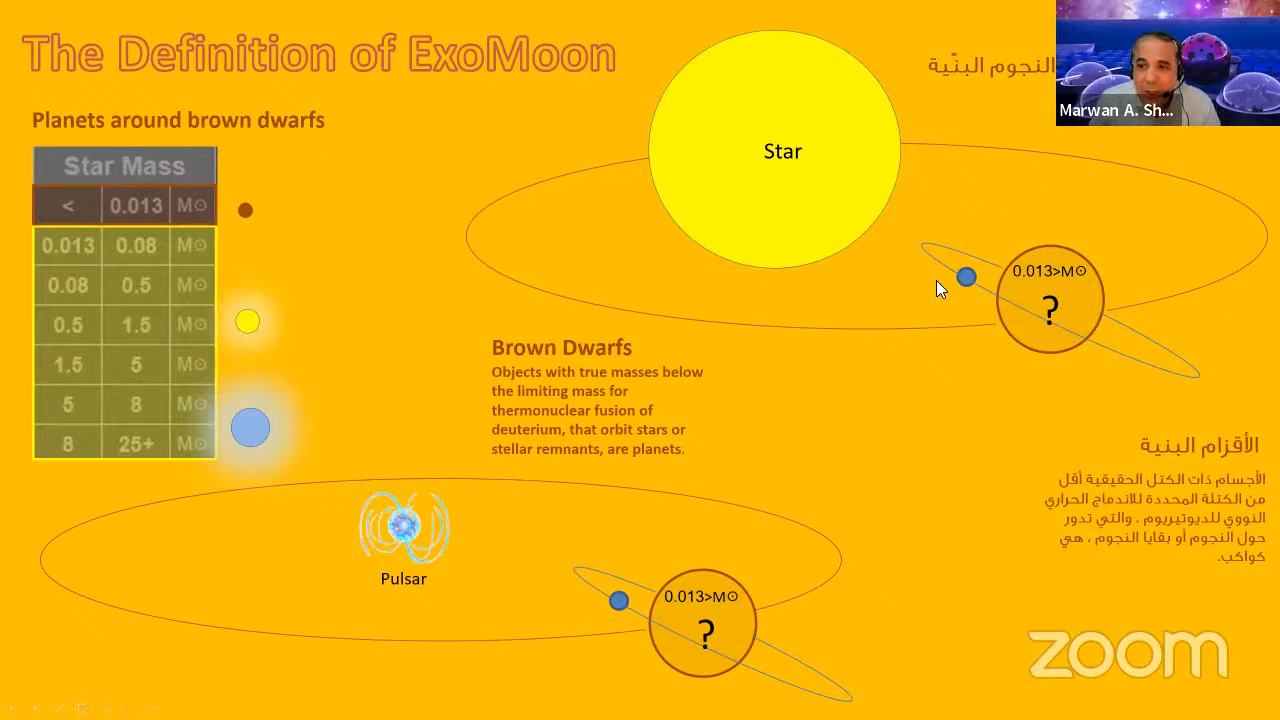 The Definition of ExoMoon
النجوم البنّية
Marwan A. Sh...
Planets around brown dwarfs
Star Mass
< 0.013 M⊙
0.013 0.08 M⊙
0.08 0.5 M⊙
0.5 1.5 M⊙
1.5 5 M⊙
5 8 M⊙
8 25+ M⊙
Star
0.013>M⊙
?
Brown Dwarfs
Objects with true masses below
the limiting mass for
thermonuclear fusion of
deuterium, that orbit stars or
stellar remnants, are planets.
الأقزام البنية
الأجسام ذات الكتل الحقيقية أقل
من الكتلة المحددة للاندماج الحراري
النووي للديوتيريوم ، والتي تدور
حول النجوم أو بقايا النجوم ، هي
كواكب.
Pulsar
0.013>M⊙
?
zoom